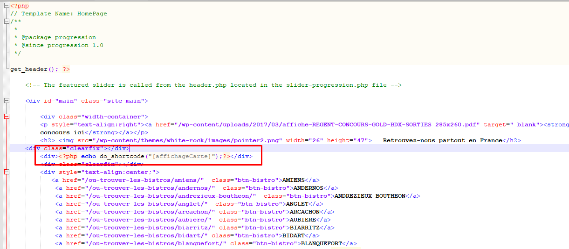 <?php
// Template Name: HomePage
/**
 *
 * @package progression
 * @since progression 1.0
 */
get_header(); ?>
<!-- The featured slider is called from the header.php located in the slider-progression.php file -->
<div id="main" class="site-main">
<div class="width-container">
<p style="text-align:right"><a href="/wp-content/uploads/2017/03/affiche-REGENT-CONCOURS-GOLD-BDX-SORTIES 280x260.pdf" target="_blank"><strong
concours ici</strong></a></p>
<h2><img src="/wp-content/themes/white-rock/images/pointer2.png" width="26" height="47"> Retrouvez-nous partout en France</h2>
<div class="clearfix"></div>
<div><?php echo do_shortcode("[affichageCarte]");?></div>
<div class="clearfix"></div>
<div style="text-align:center;">
<a href="/ou-trouver-les-bistros/amiens/" class="btn-bistro">AMIENS</a>
<a href="/ou-trouver-les-bistros/andernos/" class="btn-bistro">ANDERNOS</a>
<a href="/ou-trouver-les-bistros/andrezieux-boutheon/" class="btn-bistro">ANDREZIEUX BOUTHEON</a>
<a href="/ou-trouver-les-bistros/anglet/" class="btn-bistro">ANGLET</a>
<a href="/ou-trouver-les-bistros/arcachon/" class="btn-bistro">ARCACHON</a>
<a href="/ou-trouver-les-bistros/aubiere/" class="btn-bistro">AUBIERE</a>
<a href="/ou-trouver-les-bistros/biarritz/" class="btn-bistro">BIARRITZ</a>
<a href="/ou-trouver-les-bistros/bidart/" class="btn-bistro">BIDART</a>
<a href="/ou-trouver-les-bistros/blanquefort/" class="btn-bistro">BLANQUEFORT</a>